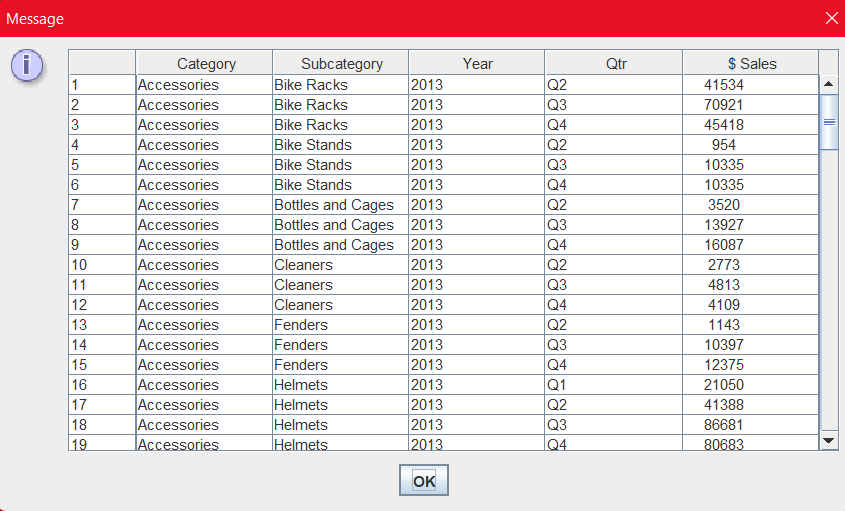 Message
Category Subcategory Year Qtr $ Sales
1 Accessories Bike Racks 2013 Q2 41534
2 Accessories Bike Racks 2013 Q3 70921
3 Accessories Bike Racks 2013 Q4 45418
4 Accessories Bike Stands 2013 Q2 954
5 Accessories Bike Stands 2013 Q3 10335
6 Accessories Bike Stands 2013 Q4 10335
7 Accessories Bottles and Cages 2013 Q2 3520
8 Accessories Bottles and Cages 2013 Q3 13927
9 Accessories Bottles and Cages 2013 Q4 16087
10 Accessories Cleaners 2013 Q2 2773
11 Accessories Cleaners 2013 Q3 4813
12 Accessories Cleaners 2013 Q4 4109
13 Accessories Fenders 2013 Q2 1143
14 Accessories Fenders 2013 Q3 10397
15 Accessories Fenders 2013 Q4 12375
16 Accessories Helmets 2013 Q1 21050
17 Accessories Helmets 2013 Q2 41388
18 Accessories Helmets 2013 Q3 86681
19 Accessories Helmets 2013 Q4 80683
OK